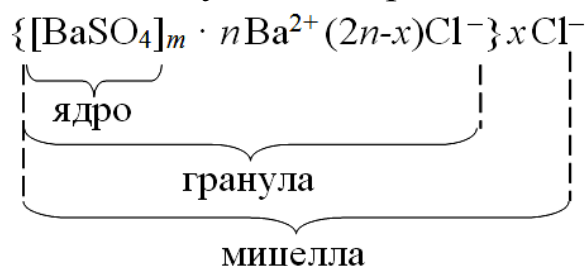 {[BaSO₄]ₘ · nBa²⁺(2n-x)Cl⁻}xCl⁻
ядро
гранула
мицелла